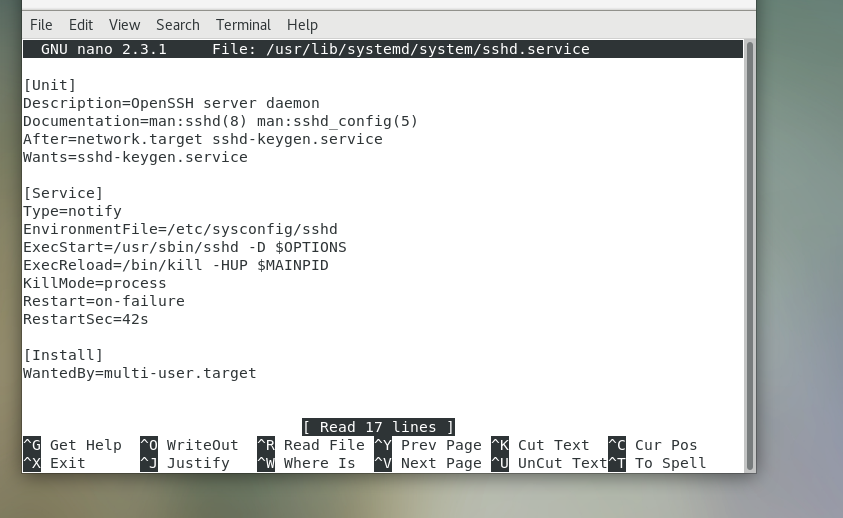 File Edit View Search Terminal Help
GNU nano 2.3.1 File: /usr/lib/systemd/system/sshd.service
[Unit]
Description=OpenSSH server daemon
Documentation=man:sshd(8) man:sshd_config(5)
After=network.target sshd-keygen.service
Wants=sshd-keygen.service
[Service]
Type=notify
EnvironmentFile=/etc/sysconfig/sshd
ExecStart=/usr/sbin/sshd -D $OPTIONS
ExecReload=/bin/kill -HUP $MAINPID
KillMode=process
Restart=on-failure
RestartSec=42s
[Install]
WantedBy=multi-user.target
[ Read 17 lines ]
^G Get Help ^O WriteOut ^R Read File ^Y Prev Page ^K Cut Text ^C Cur Pos
^X Exit ^J Justify ^W Where Is ^V Next Page ^U UnCut Text ^T To Spell